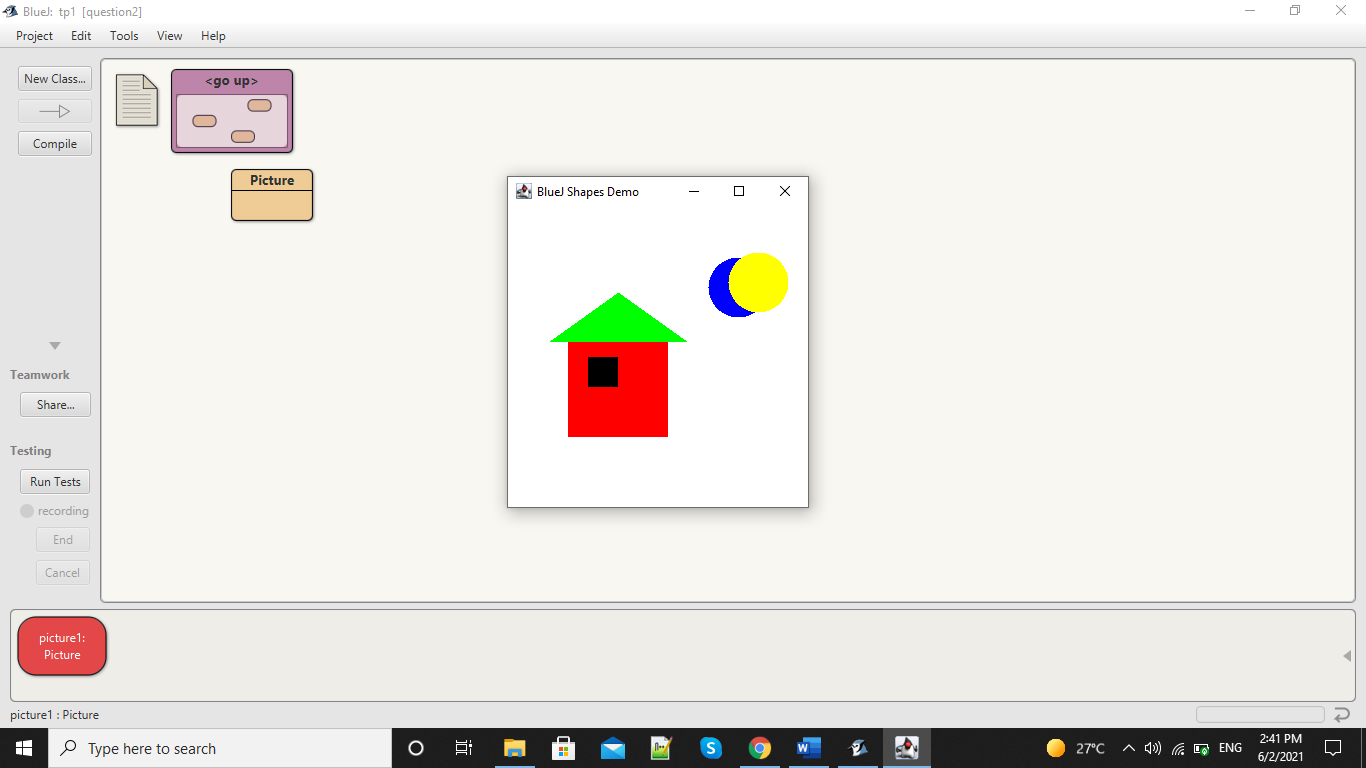 BlueJ: tp1 [question2]
Project Edit Tools View Help
New Class...
Compile
<go up>
Picture
BlueJ Shapes Demo
Teamwork
Share...
Testing
Run Tests
recording
End
Cancel
picture1:
Picture
picture1 : Picture
Type here to search
27°C
ENG
2:41 PM
6/2/2021